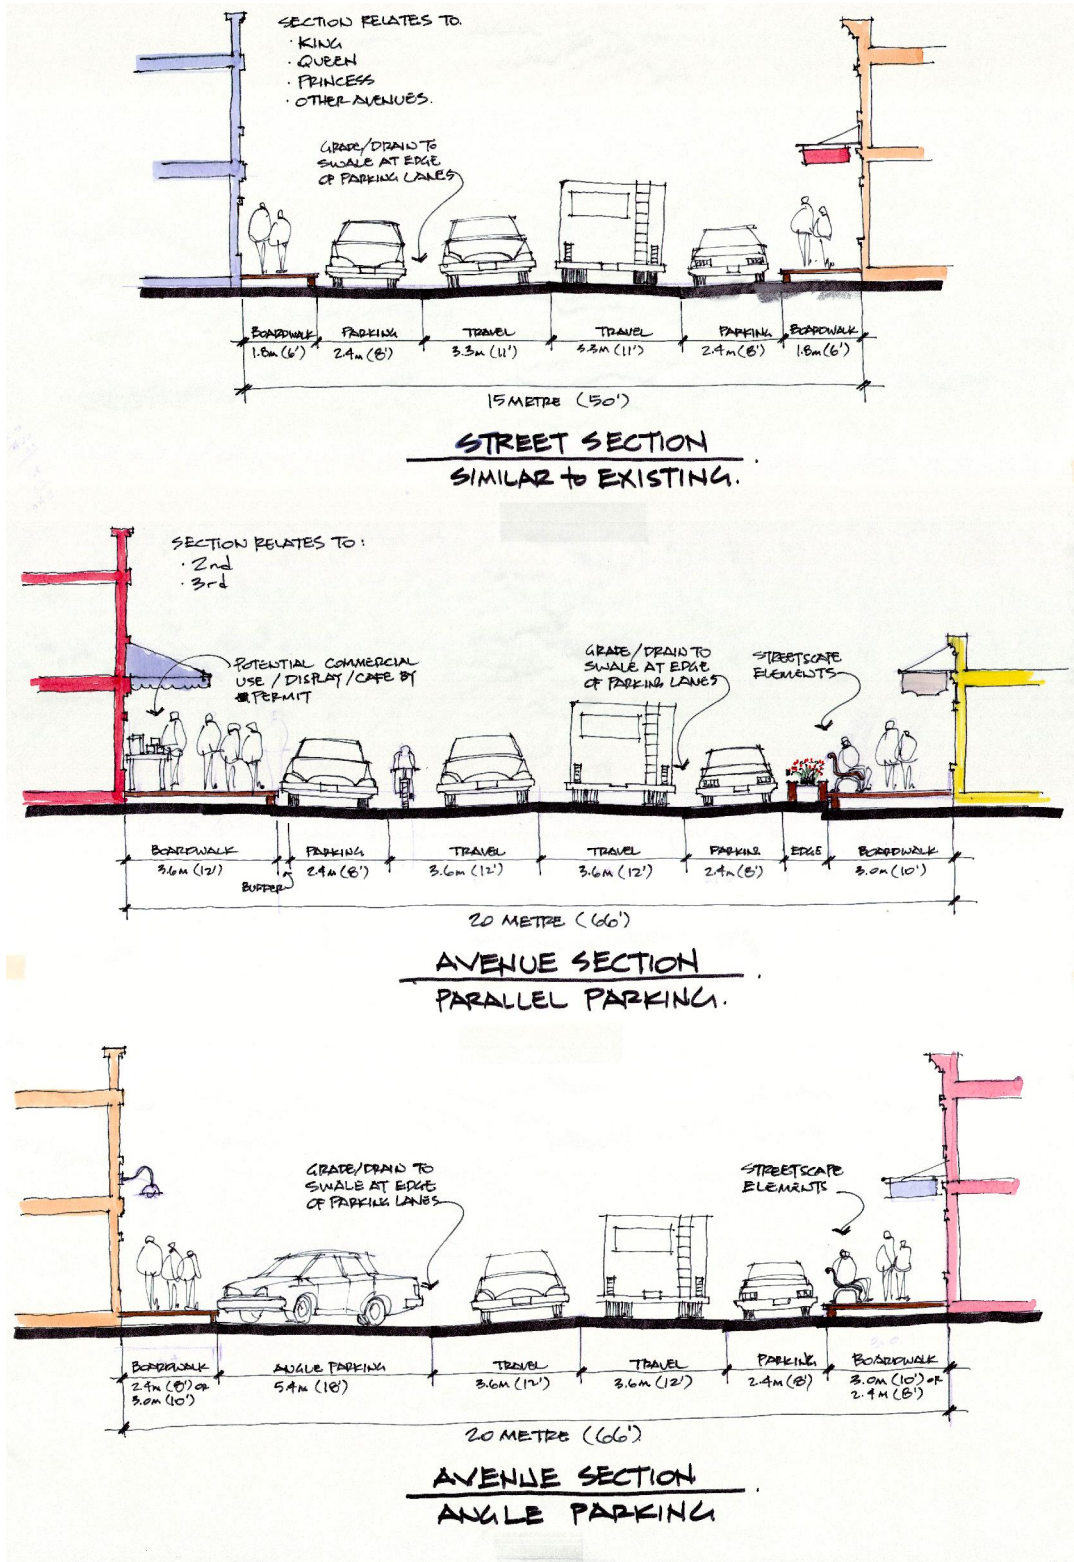 SECTION RELATES TO.
· KING
· QUEEN
· PRINCESS
· OTHER AVENUES.
GRADE/DRAIN TO
SWALE AT EDGE
OF PARKING LANES
BOARDWALK PARKING TRAVEL TRAVEL PARKING BOARDWALK
1.8m (6') 2.4m (8') 3.3m (11') 3.3m (11') 2.4m (8') 1.8m (6')
15 METRE (50')
STREET SECTION
SIMILAR to EXISTING.
SECTION RELATES TO:
· 2nd
· 3rd
POTENTIAL COMMERCIAL
USE / DISPLAY / CAFE BY
PERMIT
GRADE/DRAIN TO
SWALE AT EDGE
OF PARKING LANES
STREETSCAPE
ELEMENTS
BOARDWALK PARKING TRAVEL TRAVEL PARKING EDGE BOARDWALK
3.6m (12') 2.4m (8') 3.6m (12') 3.6m (12') 2.4m (8') 3.0m (10')
BUFFER
20 METRE (66')
AVENUE SECTION
PARALLEL PARKING.
GRADE/DRAIN TO
SWALE AT EDGE
OF PARKING LANES
STREETSCAPE
ELEMENTS
BOARDWALK ANGLE PARKING TRAVEL TRAVEL PARKING BOARDWALK
2.4m (8') or 5.4m (18') 3.6m (12') 3.6m (12') 2.4m (8') 3.0m (10') or
3.0m (10') 2.4m (8')
20 METRE (66')
AVENUE SECTION
ANGLE PARKING